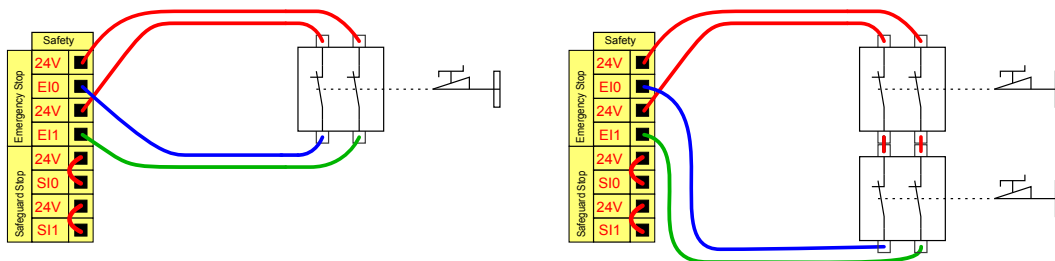 Safety
Emergency Stop
24V
EI0
24V
EI1
Safeguard Stop
24V
SI0
24V
SI1
Safety
Emergency Stop
24V
EI0
24V
EI1
Safeguard Stop
24V
SI0
24V
SI1